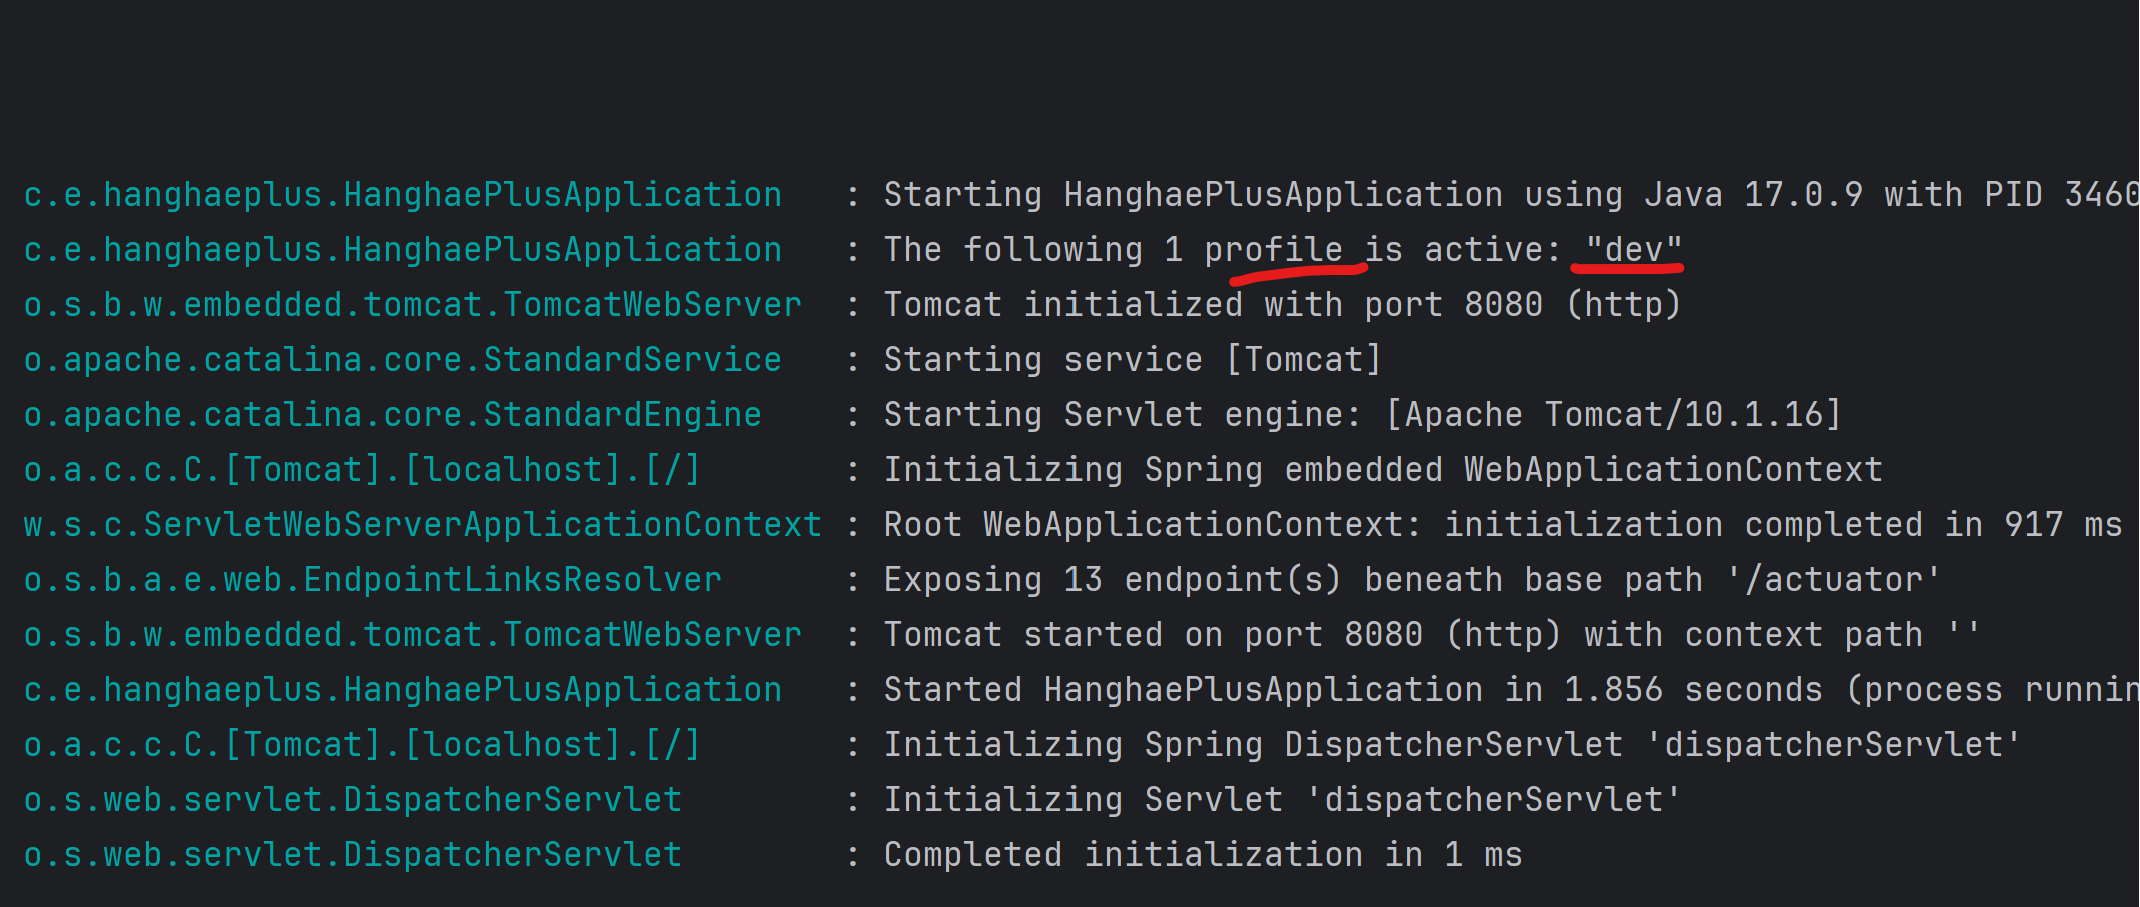 c.e.hanghaeplus.HanghaePlusApplication : Starting HanghaePlusApplication using Java 17.0.9 with PID 3460
c.e.hanghaeplus.HanghaePlusApplication : The following 1 profile is active: "dev"
o.s.b.w.embedded.tomcat.TomcatWebServer : Tomcat initialized with port 8080 (http)
o.apache.catalina.core.StandardService : Starting service [Tomcat]
o.apache.catalina.core.StandardEngine : Starting Servlet engine: [Apache Tomcat/10.1.16]
o.a.c.c.C.[Tomcat].[localhost].[/] : Initializing Spring embedded WebApplicationContext
w.s.c.ServletWebServerApplicationContext : Root WebApplicationContext: initialization completed in 917 ms
o.s.b.a.e.web.EndpointLinksResolver : Exposing 13 endpoint(s) beneath base path '/actuator'
o.s.b.w.embedded.tomcat.TomcatWebServer : Tomcat started on port 8080 (http) with context path ''
c.e.hanghaeplus.HanghaePlusApplication : Started HanghaePlusApplication in 1.856 seconds (process runnin
o.a.c.c.C.[Tomcat].[localhost].[/] : Initializing Spring DispatcherServlet 'dispatcherServlet'
o.s.web.servlet.DispatcherServlet : Initializing Servlet 'dispatcherServlet'
o.s.web.servlet.DispatcherServlet : Completed initialization in 1 ms